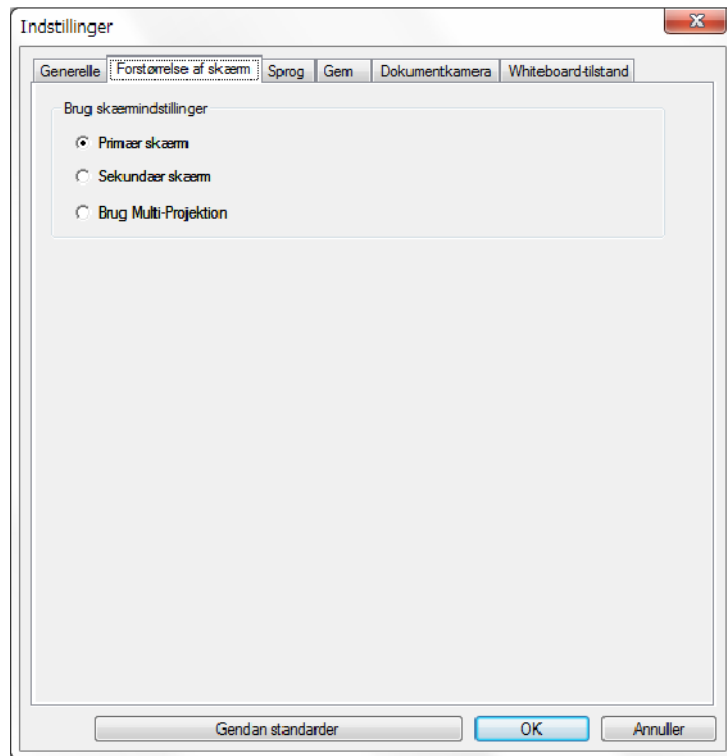 Indstillinger
Generelle Forstørrelse af skærm Sprog Gem Dokumentkamera Whiteboard-tilstand
Brug skærmindstillinger
Primær skærm
Sekundær skærm
Brug Multi-Projektion
Gendan standarder OK Annuller